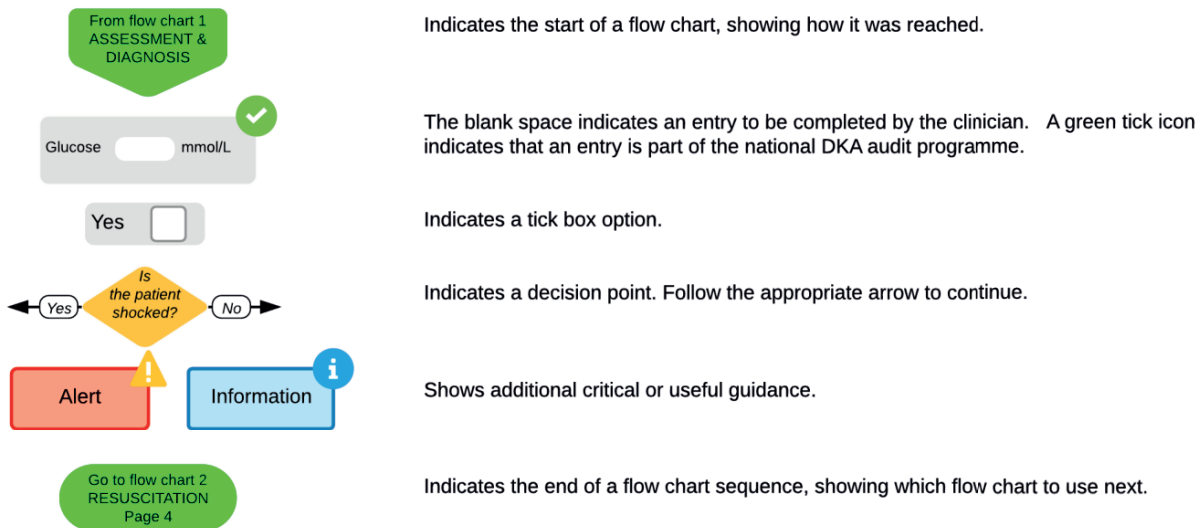 From flow chart 1
ASSESSMENT &
DIAGNOSIS
Indicates the start of a flow chart, showing how it was reached.
Glucose mmol/L
The blank space indicates an entry to be completed by the clinician. A green tick icon
indicates that an entry is part of the national DKA audit programme.
Yes
Indicates a tick box option.
Is
the patient
shocked?
Yes
No
Indicates a decision point. Follow the appropriate arrow to continue.
Alert
Information
Shows additional critical or useful guidance.
Go to flow chart 2
RESUSCITATION
Page 4
Indicates the end of a flow chart sequence, showing which flow chart to use next.